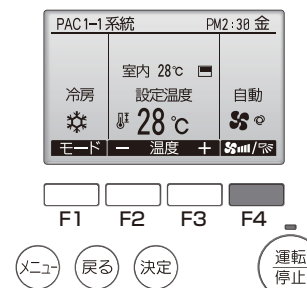 PAC1-1系統 PM2:30 金
室内 28℃
冷房 設定温度 自動
28℃
モード － 温度 ＋
F1 F2 F3 F4
メニュー 戻る 決定 運転
停止